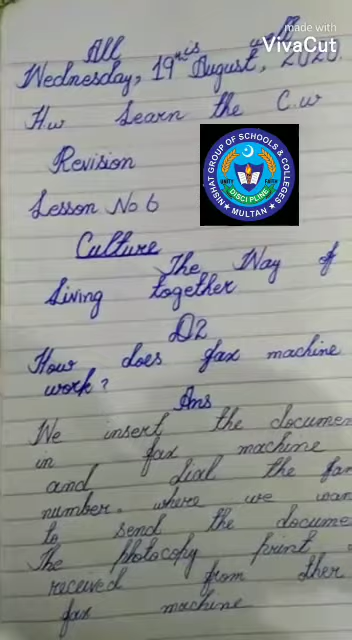 made with
VivaCut
All is well
Wednesday, 19th August, 2020.
H.w Learn the C.w
NISHAT GROUP OF SCHOOLS & COLLEGES
DISCIPLINE
MULTAN
Revision
Lesson No 6
Culture The Way of
Living together
Q2
How does fax machine
work?
Ans
We insert the documen
in fax machine
and dial the fax
number. where we wan
to send the docume
The photocopy print
received from ther
fax machine